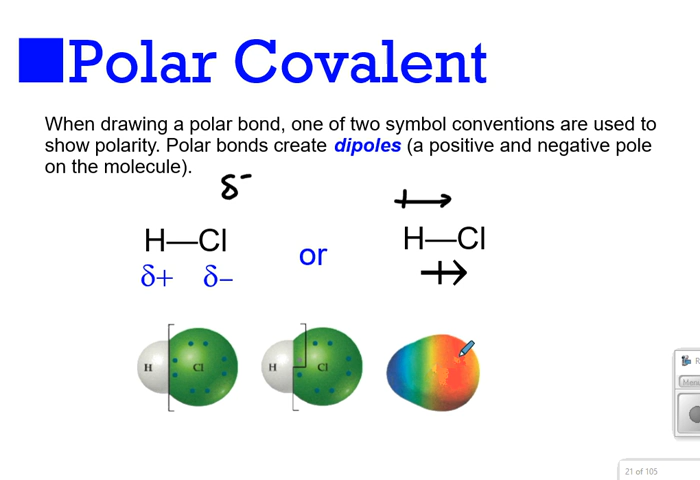 Polar Covalent
When drawing a polar bond, one of two symbol conventions are used to
show polarity. Polar bonds create dipoles (a positive and negative pole
on the molecule).
δ-
H—Cl or H—Cl
δ+ δ–
H Cl H Cl
21 of 105